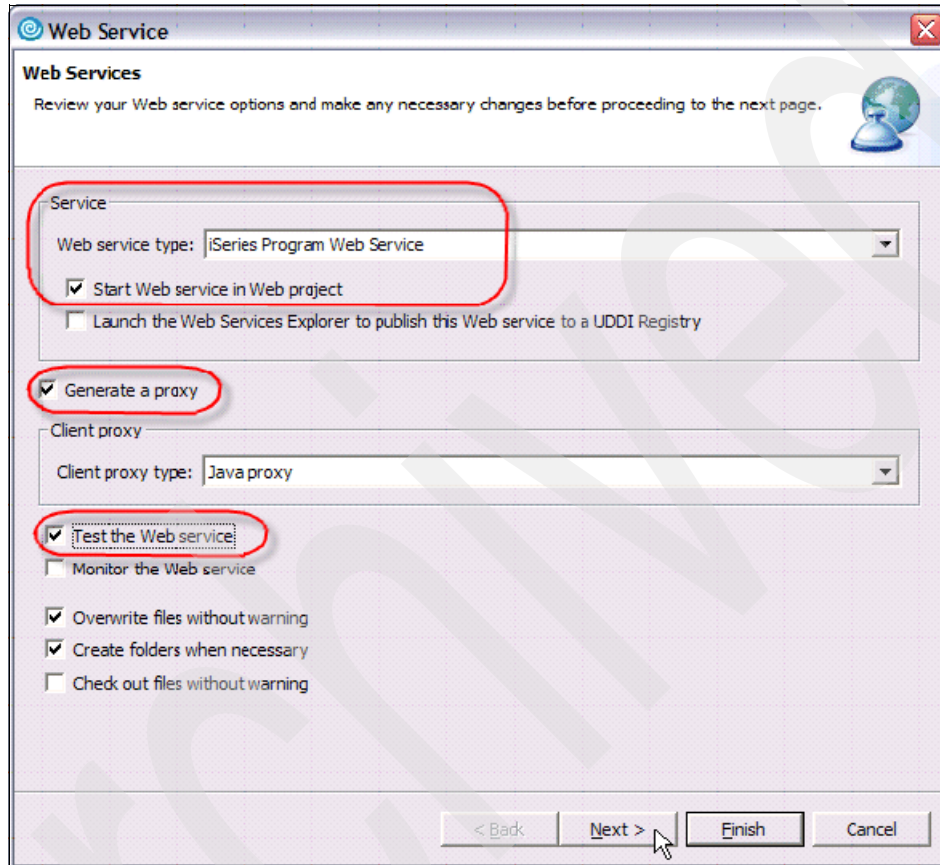 Web Service
Web Services
Review your Web service options and make any necessary changes before proceeding to the next page.
Service
Web service type: iSeries Program Web Service
Start Web service in Web project
Launch the Web Services Explorer to publish this Web service to a UDDI Registry
Generate a proxy
Client proxy
Client proxy type: Java proxy
Test the Web service
Monitor the Web service
Overwrite files without warning
Create folders when necessary
Check out files without warning
< Back Next > Finish Cancel